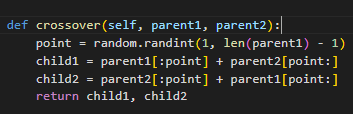 def crossover(self, parent1, parent2):
    point = random.randint(1, len(parent1) - 1)
    child1 = parent1[:point] + parent2[point:]
    child2 = parent2[:point] + parent1[point:]
    return child1, child2